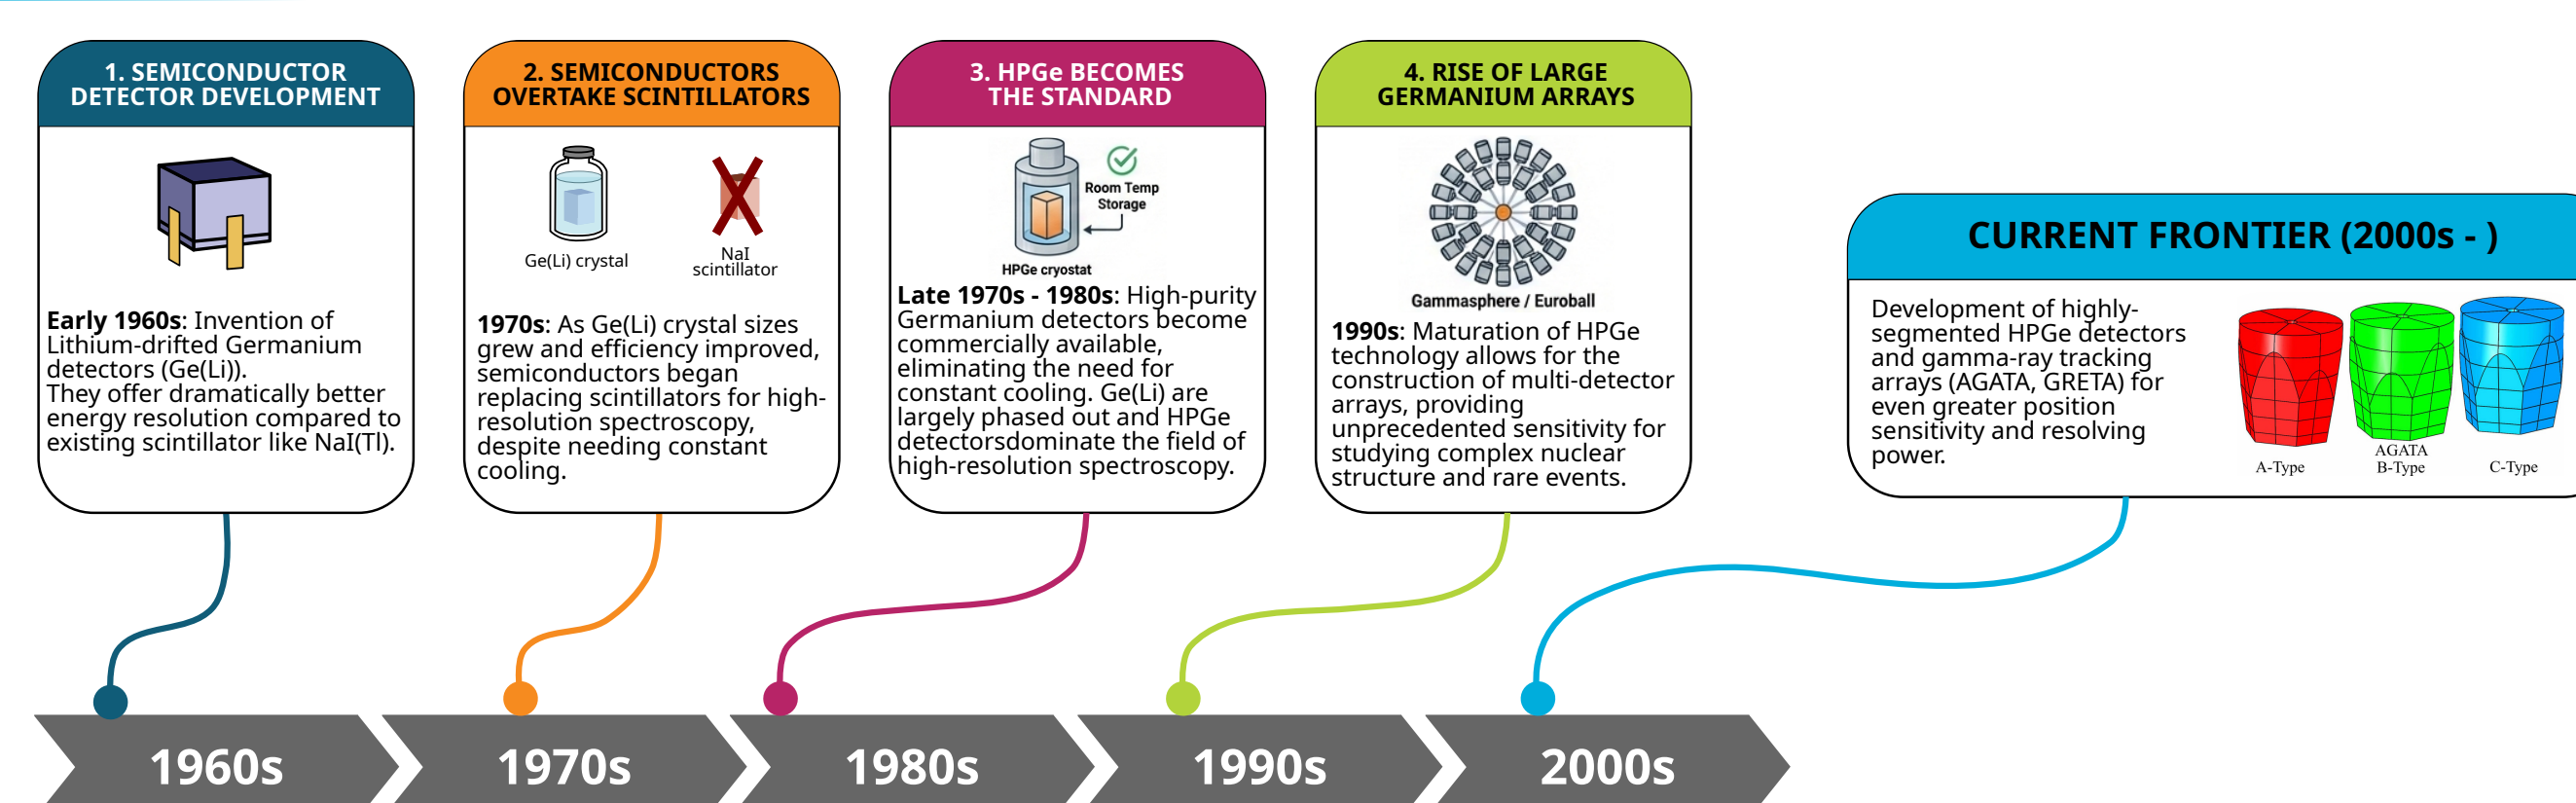 1. SEMICONDUCTOR
DETECTOR DEVELOPMENT
Early 1960s: Invention of
Lithium-drifted Germanium
detectors (Ge(Li)).
They offer dramatically better
energy resolution compared to
existing scintillator like NaI(Tl).
2. SEMICONDUCTORS
OVERTAKE SCINTILLATORS
Ge(Li) crystal
NaI
scintillator
1970s: As Ge(Li) crystal sizes
grew and efficiency improved,
semiconductors began
replacing scintillators for high-
resolution spectroscopy,
despite needing constant
cooling.
3. HPGe BECOMES
THE STANDARD
Room Temp
Storage
HPGe cryostat
Late 1970s - 1980s: High-purity
Germanium detectors become
commercially available,
eliminating the need for
constant cooling. Ge(Li) are
largely phased out and HPGe
detectorsdominate the field of
high-resolution spectroscopy.
4. RISE OF LARGE
GERMANIUM ARRAYS
Gammasphere / Euroball
1990s: Maturation of HPGe
technology allows for the
construction of multi-detector
arrays, providing
unprecedented sensitivity for
studying complex nuclear
structure and rare events.
CURRENT FRONTIER (2000s - )
Development of highly-
segmented HPGe detectors
and gamma-ray tracking
arrays (AGATA, GRETA) for
even greater position
sensitivity and resolving
power.
AGATA
A-Type
B-Type
C-Type
1960s
1970s
1980s
1990s
2000s